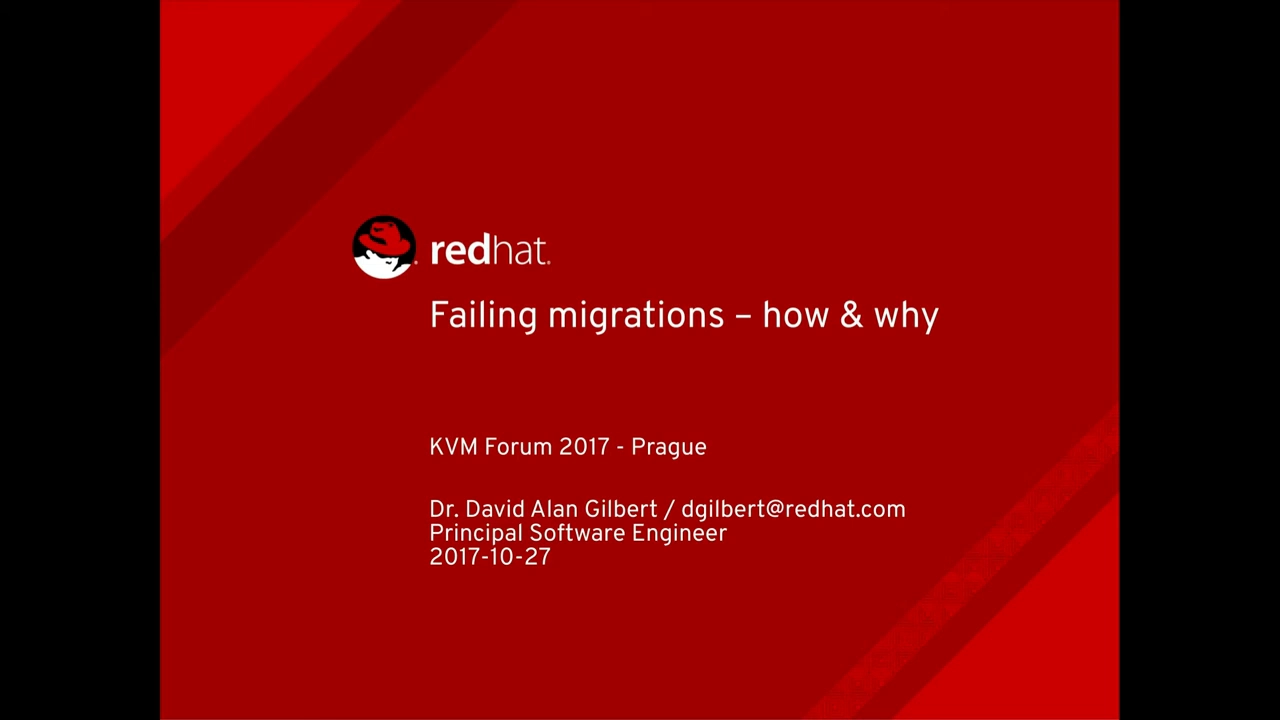 redhat.
Failing migrations – how & why
KVM Forum 2017 - Prague
Dr. David Alan Gilbert / dgilbert@redhat.com
Principal Software Engineer
2017-10-27